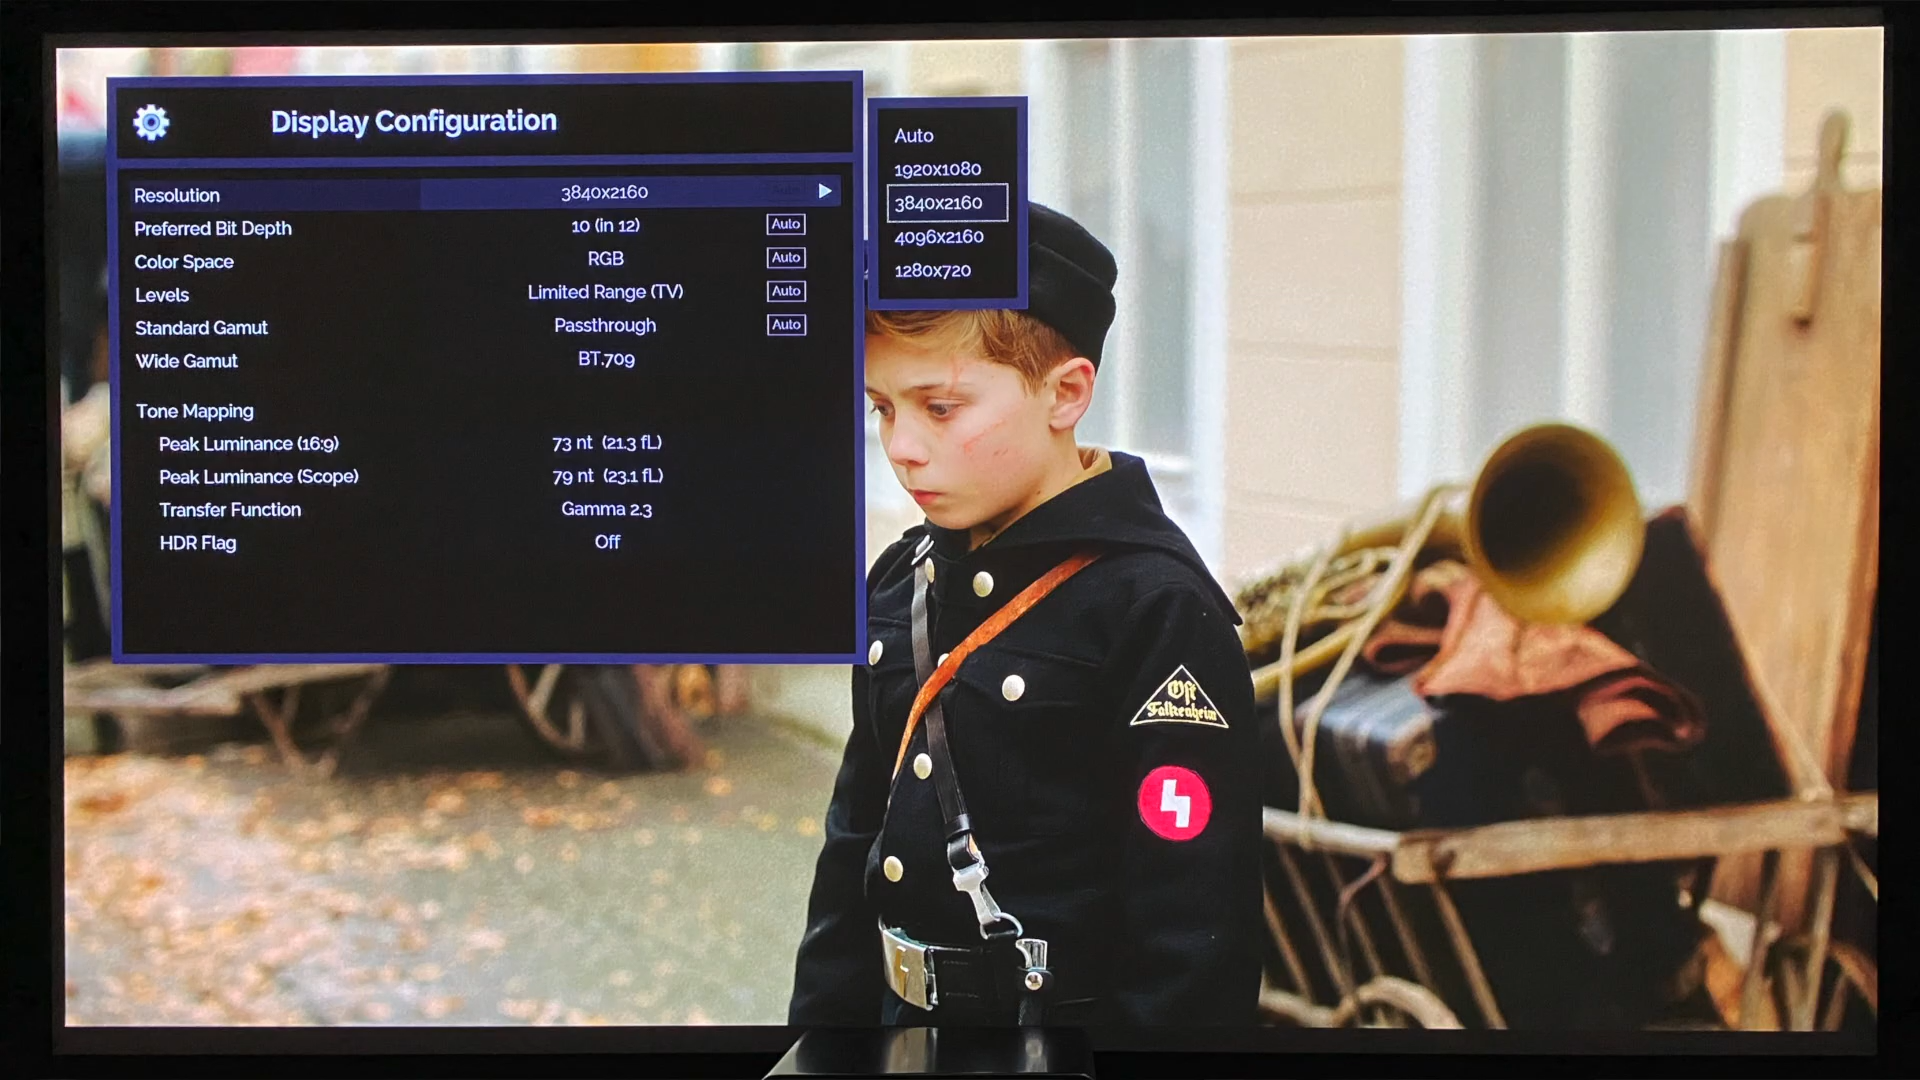 Display Configuration
Resolution 3840x2160
Preferred Bit Depth 10 (in 12) Auto
Color Space RGB Auto
Levels Limited Range (TV) Auto
Standard Gamut Passthrough Auto
Wide Gamut BT.709
Tone Mapping
Peak Luminance (16:9) 73 nt (21.3 fL)
Peak Luminance (Scope) 79 nt (23.1 fL)
Transfer Function Gamma 2.3
HDR Flag Off
Auto
1920x1080
3840x2160
4096x2160
1280x720
Ost
Falkenheim